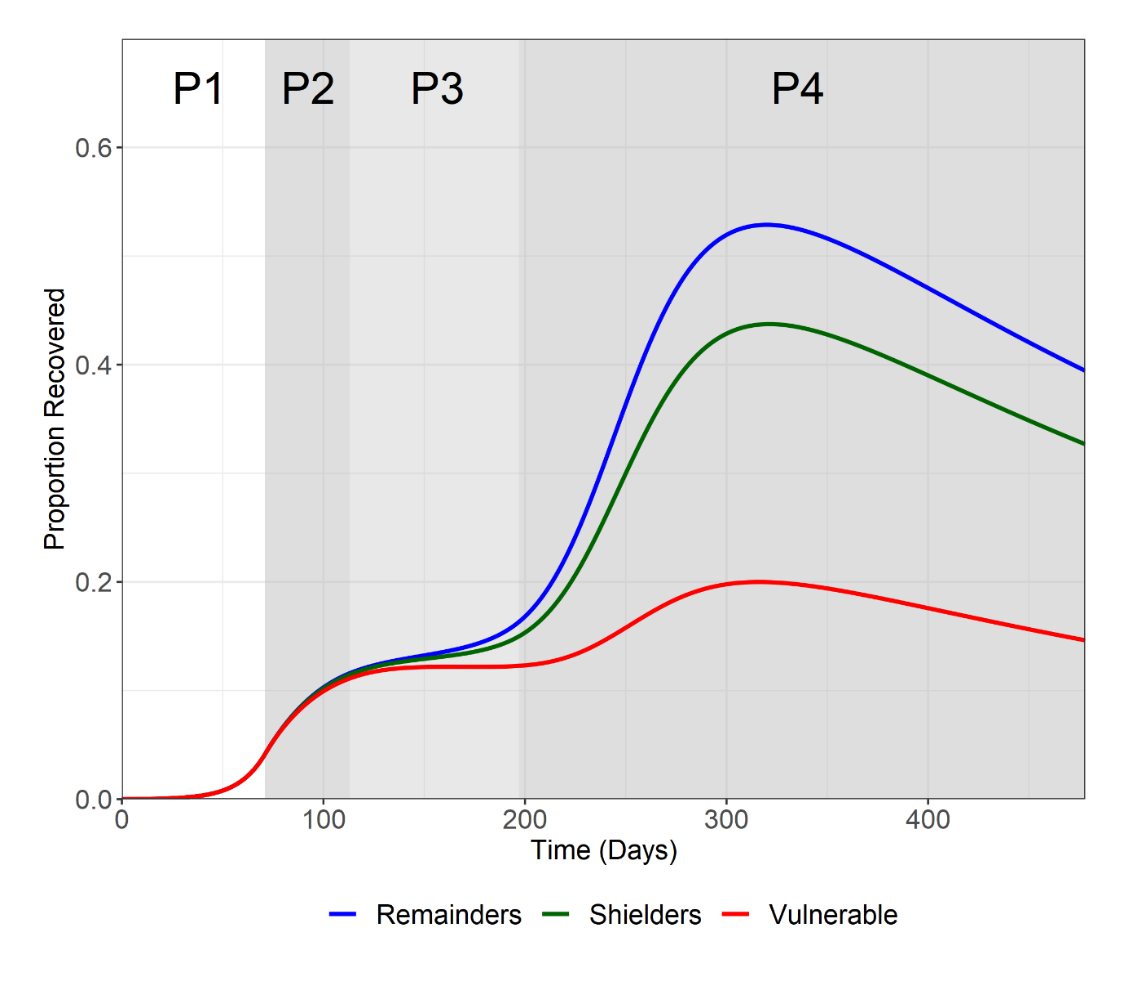 P1 P2 P3 P4
0.6
0.4
0.2
0.0
Proportion Recovered
0 100 200 300 400
Time (Days)
Remainders Shielders Vulnerable